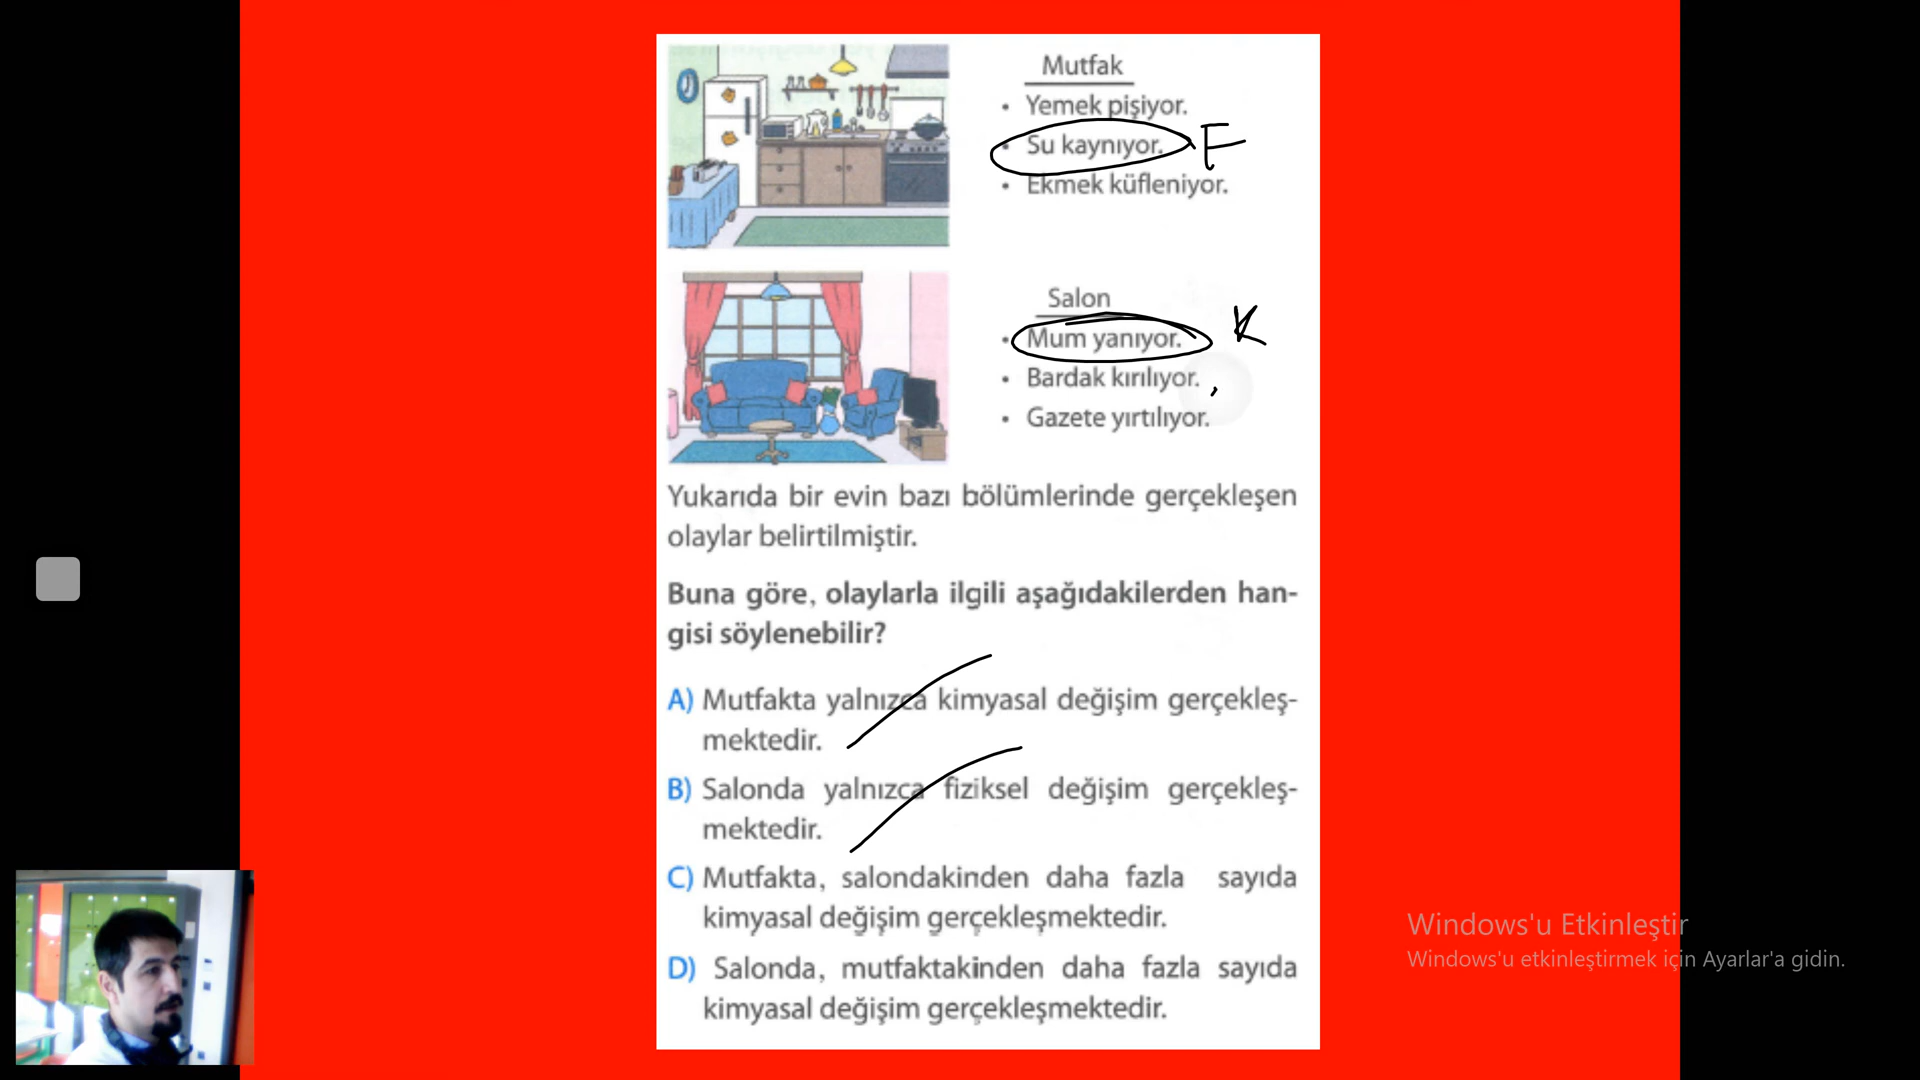 Mutfak
• Yemek pişiyor.
• Su kaynıyor. F
• Ekmek küfleniyor.
Salon
• Mum yanıyor. K
• Bardak kırılıyor.
• Gazete yırtılıyor.
Yukarıda bir evin bazı bölümlerinde gerçekleşen
olaylar belirtilmiştir.
Buna göre, olaylarla ilgili aşağıdakilerden han-
gisi söylenebilir?
A) Mutfakta yalnızca kimyasal değişim gerçekleş-
mektedir.
B) Salonda yalnızca fiziksel değişim gerçekleş-
mektedir.
C) Mutfakta, salondakinden daha fazla sayıda
kimyasal değişim gerçekleşmektedir.
D) Salonda, mutfaktakinden daha fazla sayıda
kimyasal değişim gerçekleşmektedir.
Windows'u Etkinleştir
Windows'u etkinleştirmek için Ayarlar'a gidin.